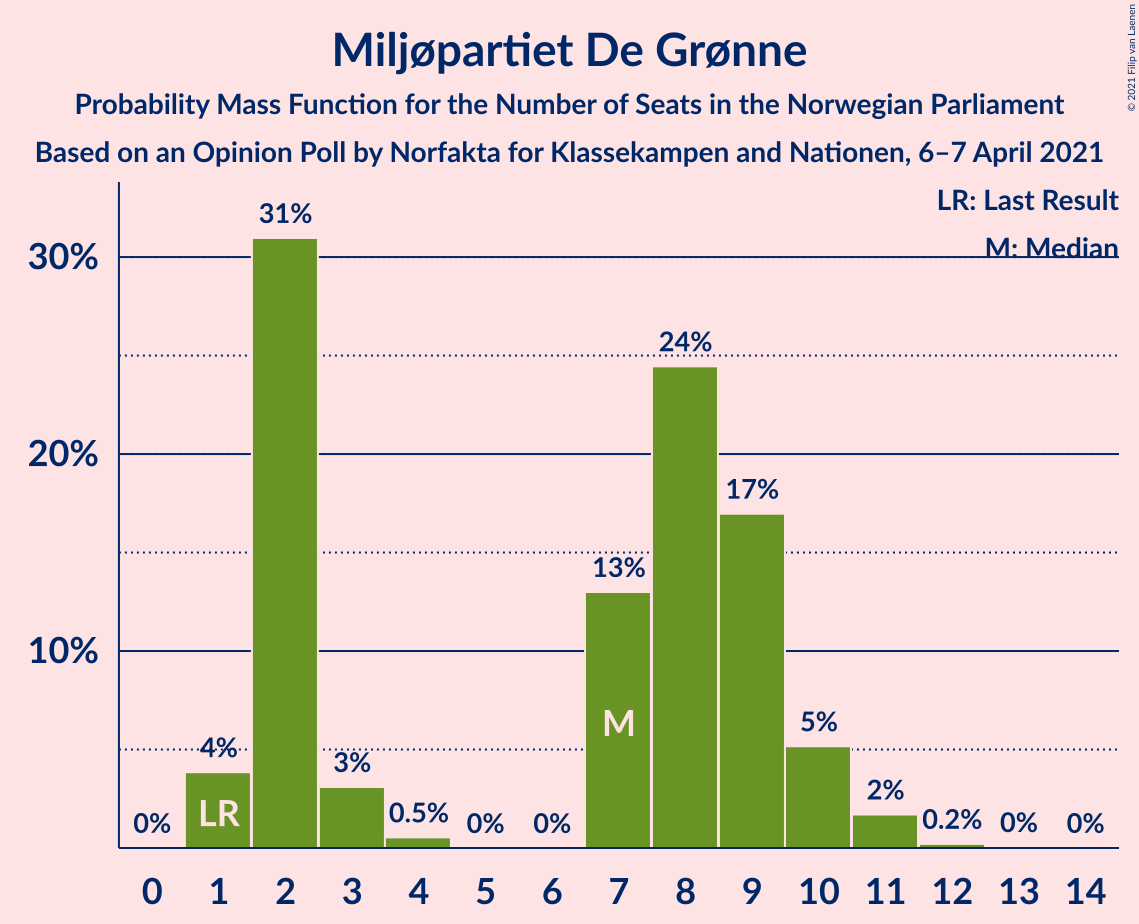 Miljøpartiet De Grønne
Probability Mass Function for the Number of Seats in the Norwegian Parliament
Based on an Opinion Poll by Norfakta for Klassekampen and Nationen, 6–7 April 2021
© 2021 Filip van Laenen
LR: Last Result
M: Median
30%
20%
10%
0%
4%
31%
3%
0.5%
0%
0%
13%
24%
17%
5%
2%
0.2%
0%
0%
LR
M
0 1 2 3 4 5 6 7 8 9 10 11 12 13 14